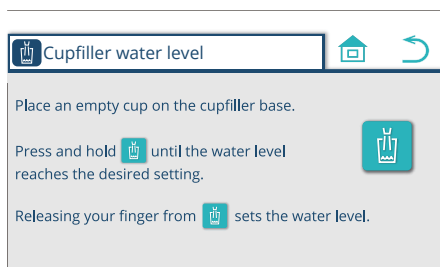 Cupfiller water level
Place an empty cup on the cupfiller base.
Press and hold until the water level
reaches the desired setting.
Releasing your finger from sets the water level.